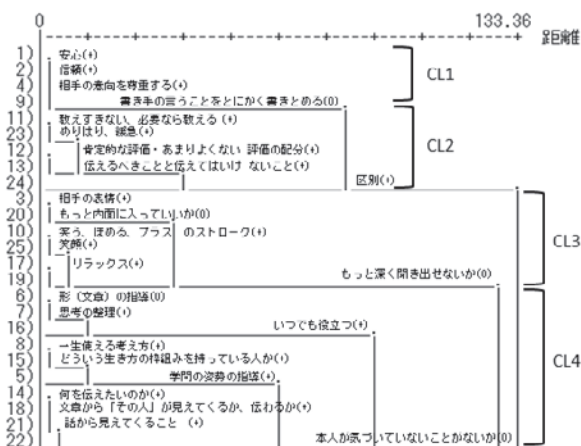 0 133.36
距離
1) 安心(+)
2) 信頼(+)
4) 相手の意向を尊重する(+)
9) 書き手の言うことをとにかく書きとめる(0)
11) 教えすぎない、必要なら教える (+)
23) めりはり、緩急(+)
12) 肯定的な評価・あまりよくない 評価の配分(+)
13) 伝えるべきことと伝えてはいけ ないこと(+)
24) 区別(+)
3) 相手の表情(+)
20) もっと内面に入っていいか(0)
10) 笑う、ほめる、プラス のストローク(+)
25) 笑顔(+)
17) リラックス(+)
19) もっと深く聞き出せないか(0)
6) 形（文章）の指導(0)
7) 思考の整理(+)
16) いつでも役立つ(+)
8) 一生使える考え方(+)
15) どういう生き方の枠組みを持っている人か(+)
5) 学問の姿勢の指導(+)
14) 何を伝えたいのか(+)
18) 文章から「その人」が見えてくるか、伝わるか(+)
21) 話から見えてくること (+)
22) 本人が気づいていないことがないか(0)
CL1
CL2
CL3
CL4